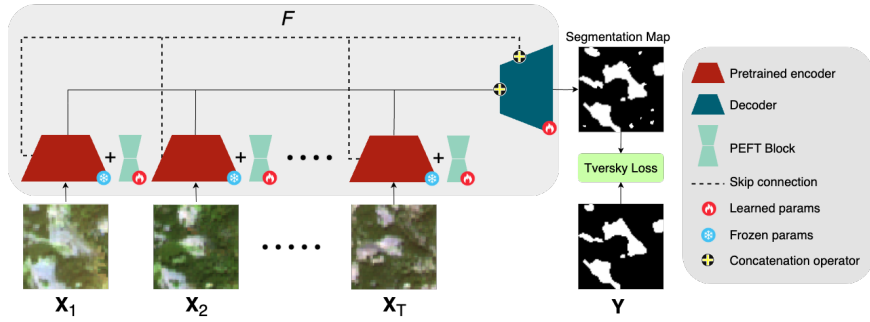 F
Segmentation Map
Pretrained encoder
Decoder
PEFT Block
Skip connection
Learned params
Frozen params
Concatenation operator
+
+
+
Tversky Loss
X1
X2
XT
Y